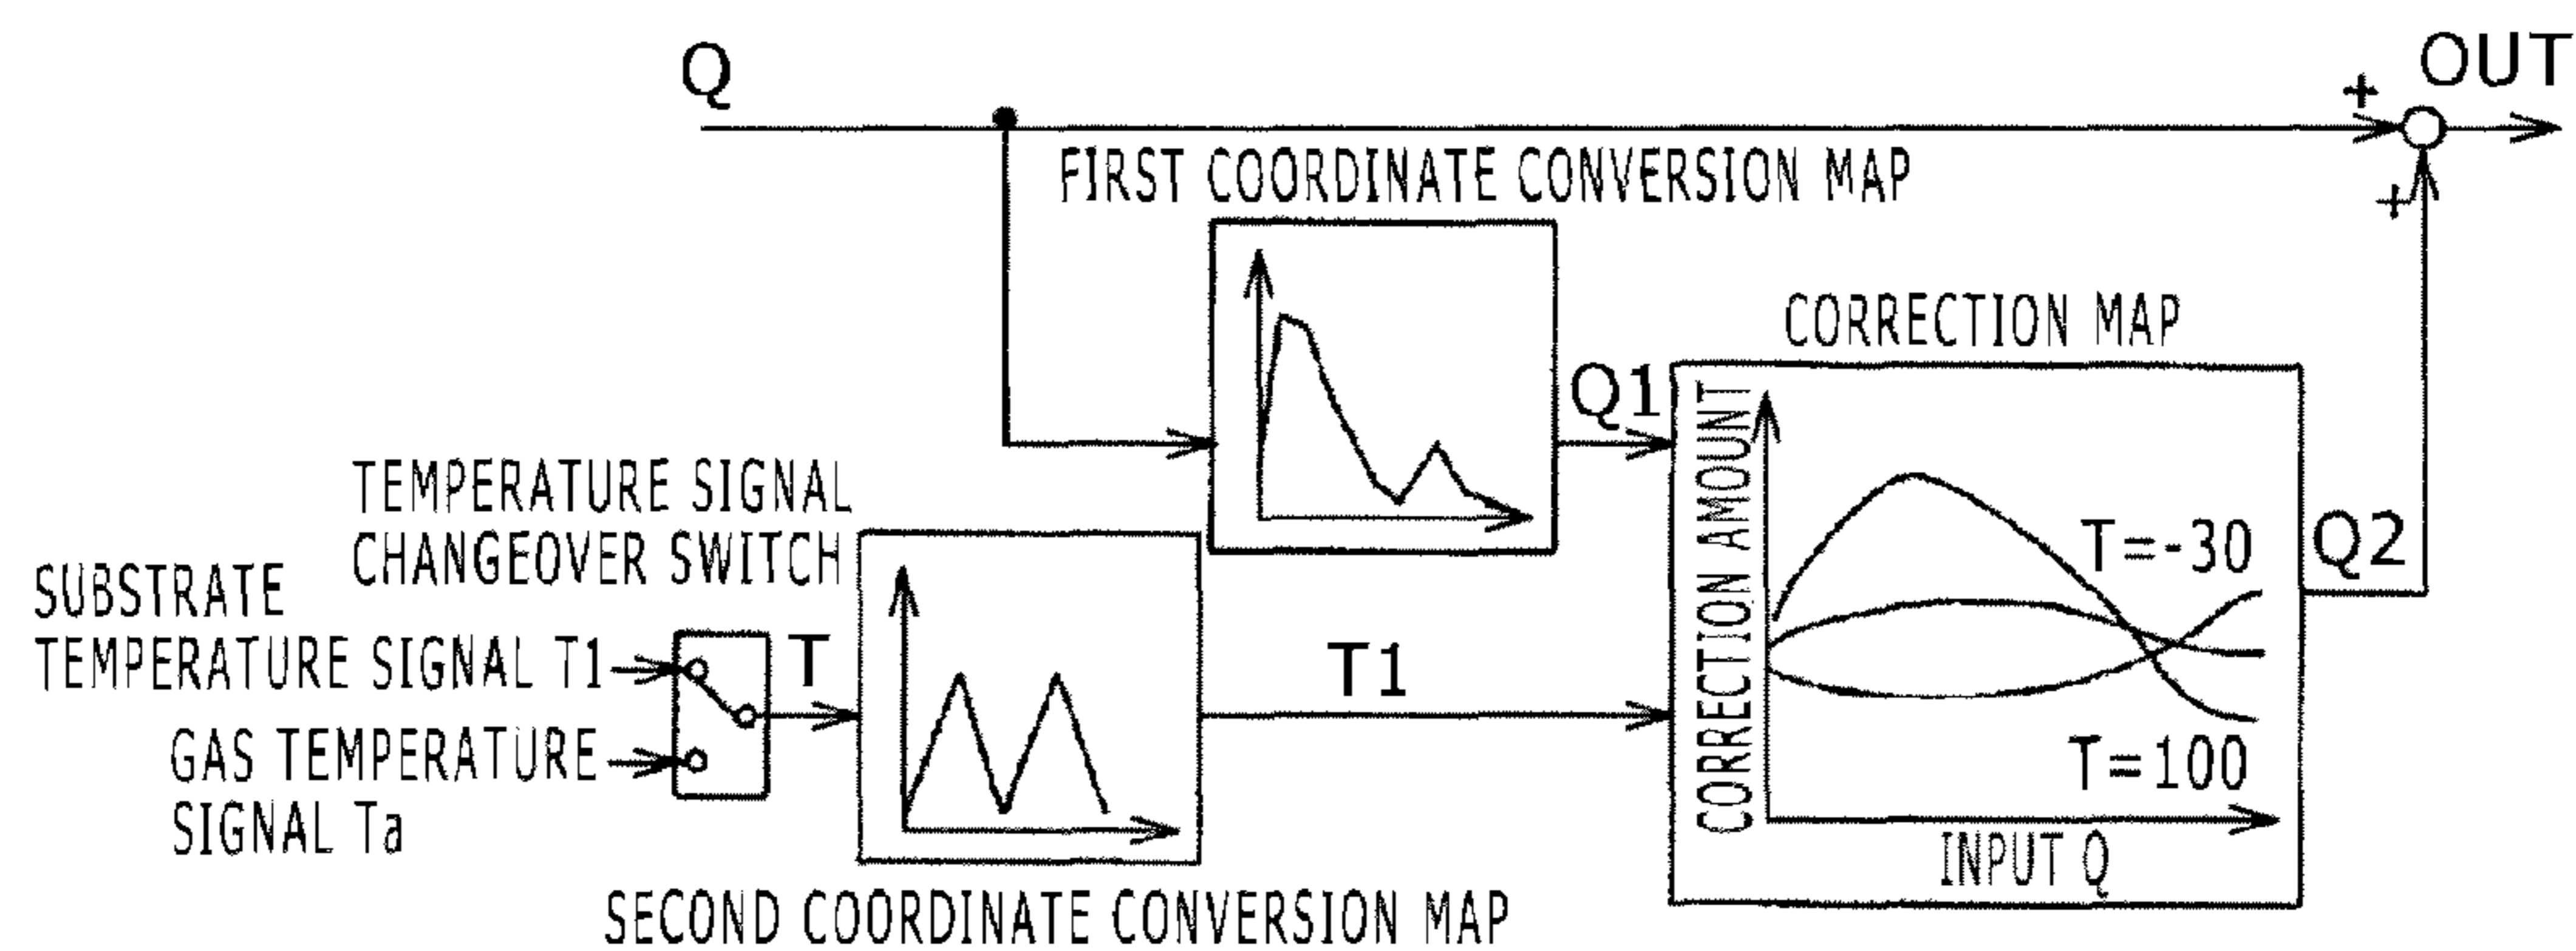 Q
+
OUT
FIRST COORDINATE CONVERSION MAP
+
CORRECTION MAP
Q1
CORRECTION AMOUNT
TEMPERATURE SIGNAL
CHANGEOVER SWITCH
T=-30
Q2
SUBSTRATE
TEMPERATURE SIGNAL T1
T
T1
GAS TEMPERATURE
SIGNAL Ta
T=100
INPUT Q
SECOND COORDINATE CONVERSION MAP